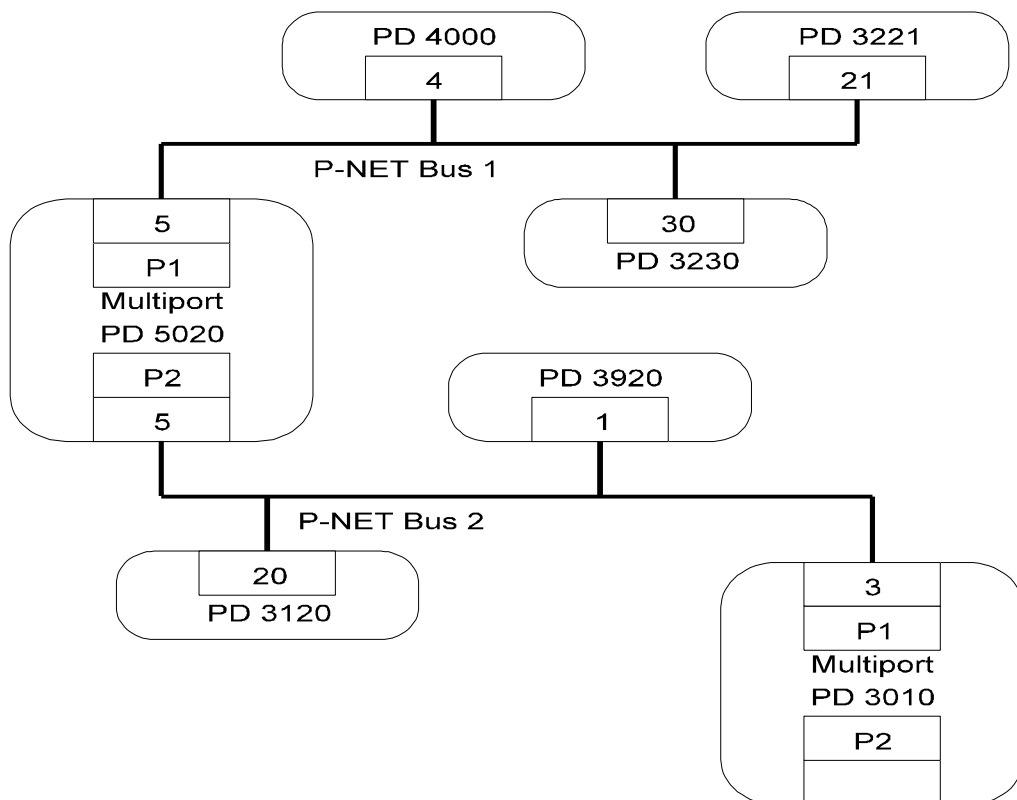 PD 4000
4
PD 3221
21
P-NET Bus 1
5
P1
Multiport
PD 5020
P2
5
30
PD 3230
PD 3920
1
P-NET Bus 2
20
PD 3120
3
P1
Multiport
PD 3010
P2